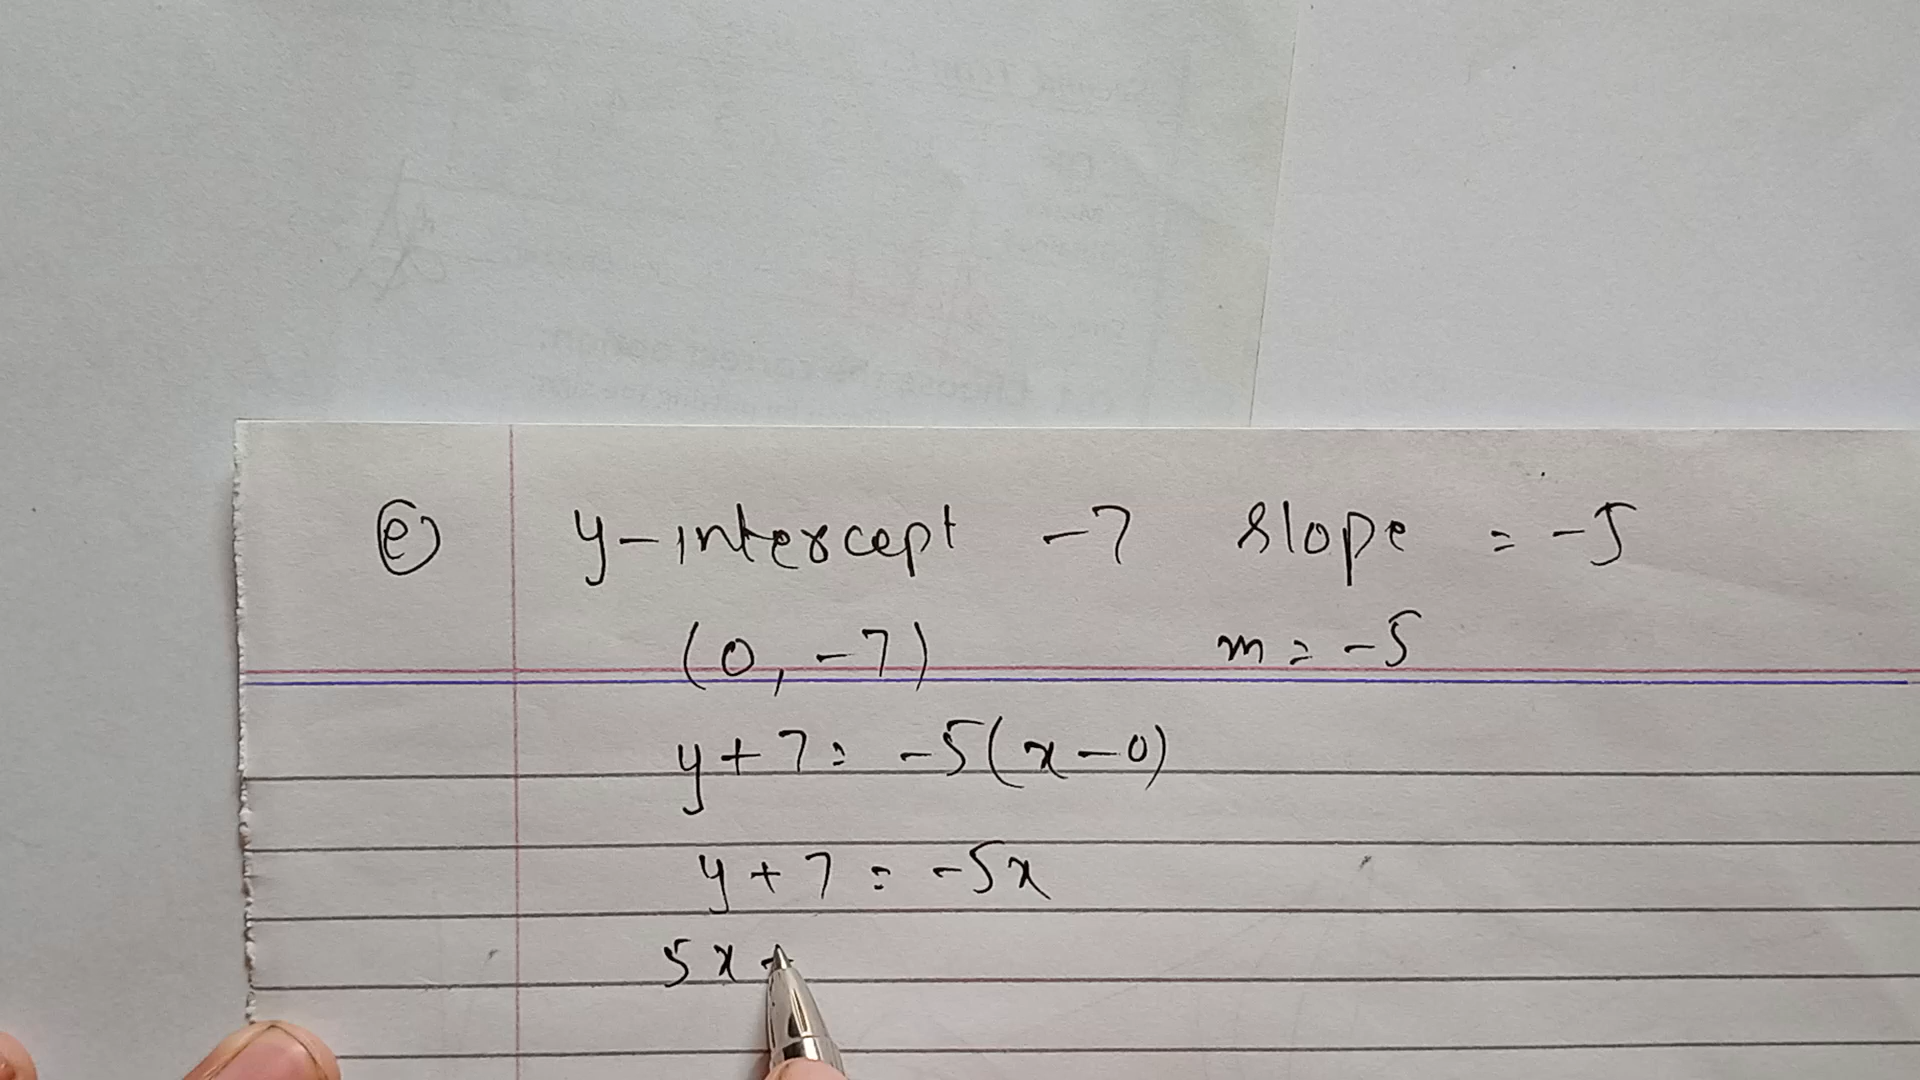 (e) y-intercept -7 slope = -5
(0, -7) m = -5
y + 7 = -5(x - 0)
y + 7 = -5x
5x +